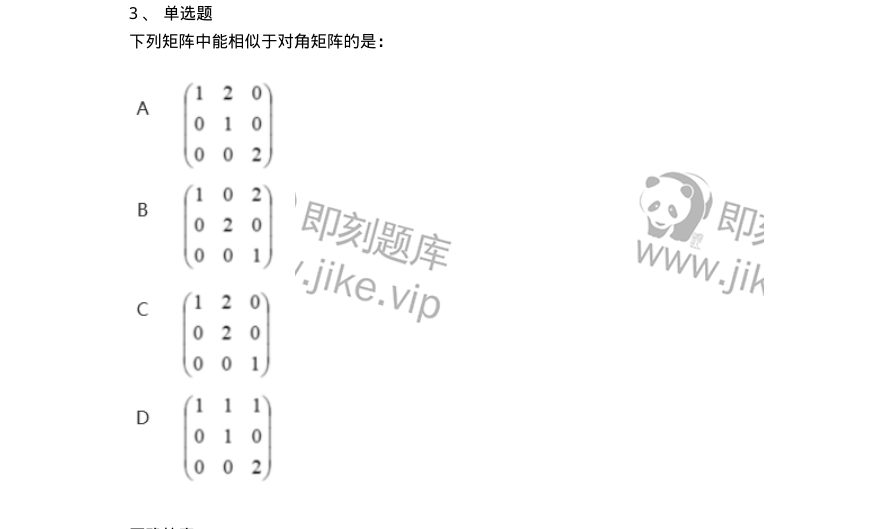 3 、 单选题
下列矩阵中能相似于对角矩阵的是：
A
1 2 0
0 1 0
0 0 2
B
1 0 2
0 2 0
0 0 1
即刻题库
.jike.vip
即
www.jik
C
1 2 0
0 2 0
0 0 1
D
1 1 1
0 1 0
0 0 2